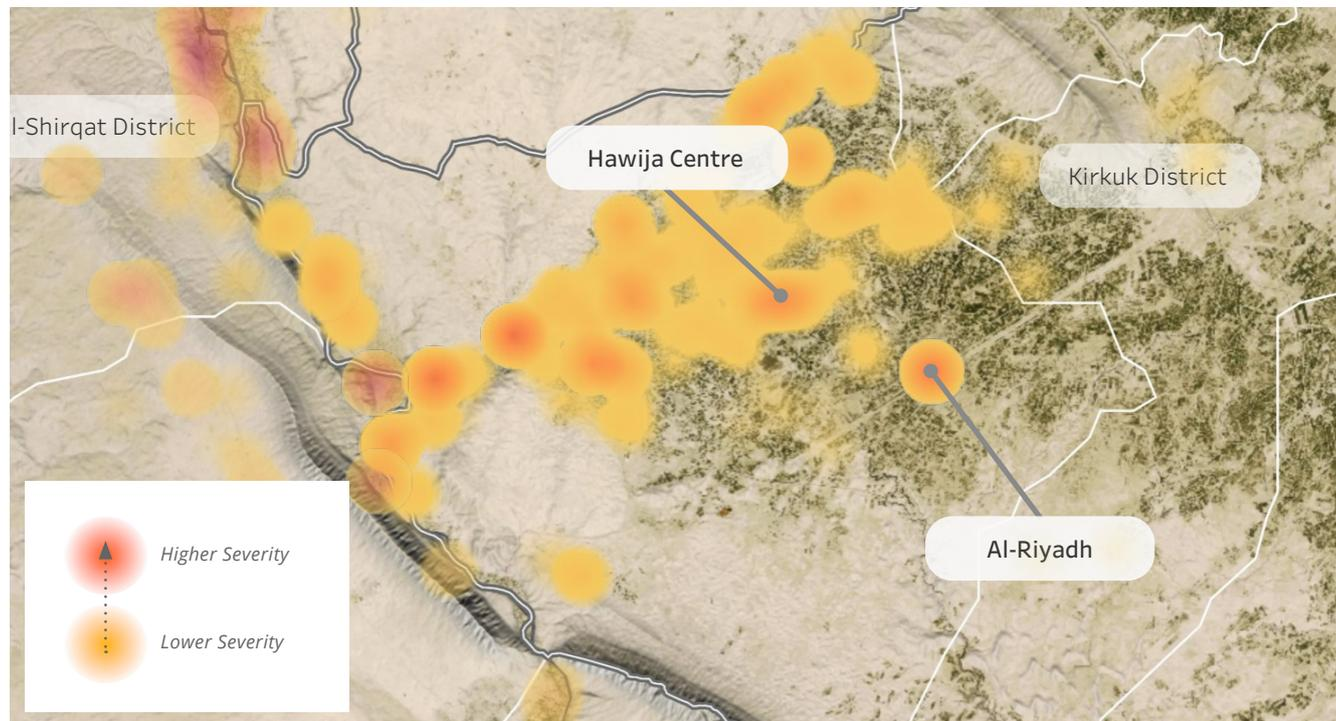 l-Shirqat District
Hawija Centre
Kirkuk District
Al-Riyadh
Higher Severity
Lower Severity